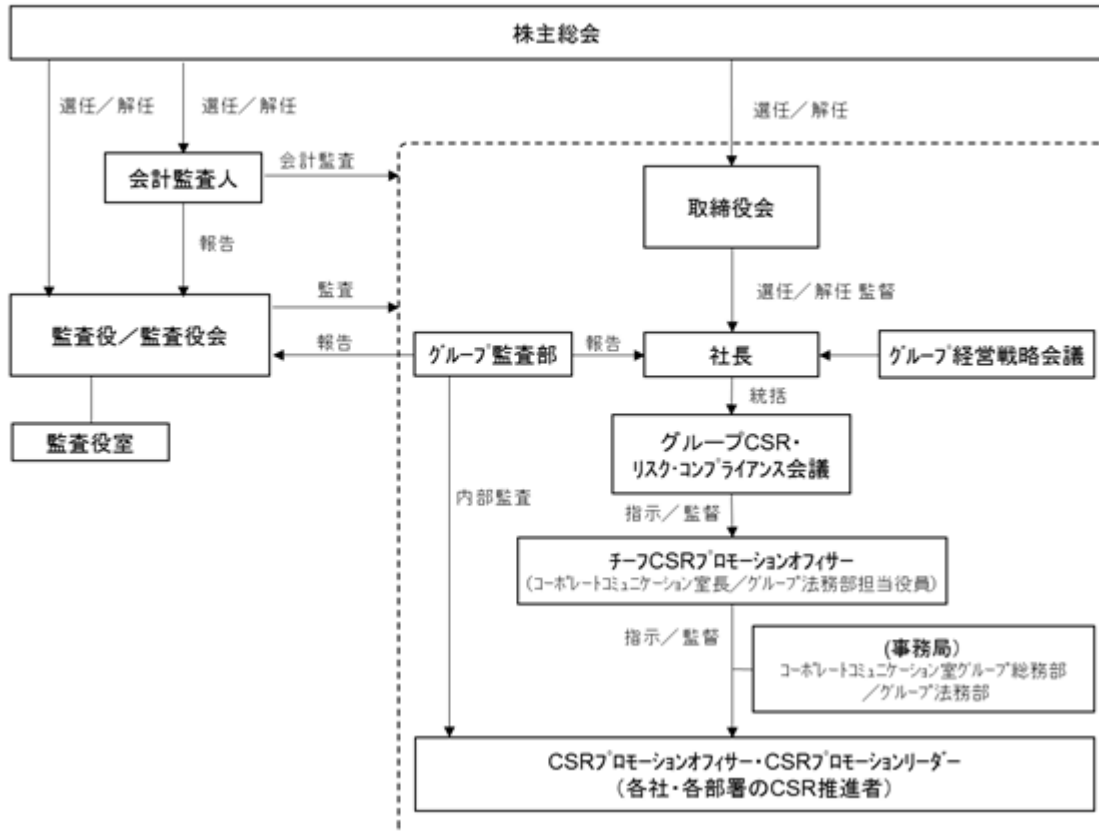 株主総会
選任／解任
選任／解任
選任／解任
会計監査人
会計監査
取締役会
報告
選任／解任 監督
監査役／監査役会
監査
報告
グループ監査部
報告
社長
グループ経営戦略会議
監査役室
統括
グループCSR・
リスク・コンプライアンス会議
内部監査
指示／監督
チーフCSRプロモーションオフィサー
(コーポレートコミュニケーション室長／グループ法務部担当役員)
指示／監督
(事務局)
コーポレートコミュニケーション室グループ総務部
／グループ法務部
CSRプロモーションオフィサー・CSRプロモーションリーダー
(各社・各部署のCSR推進者)